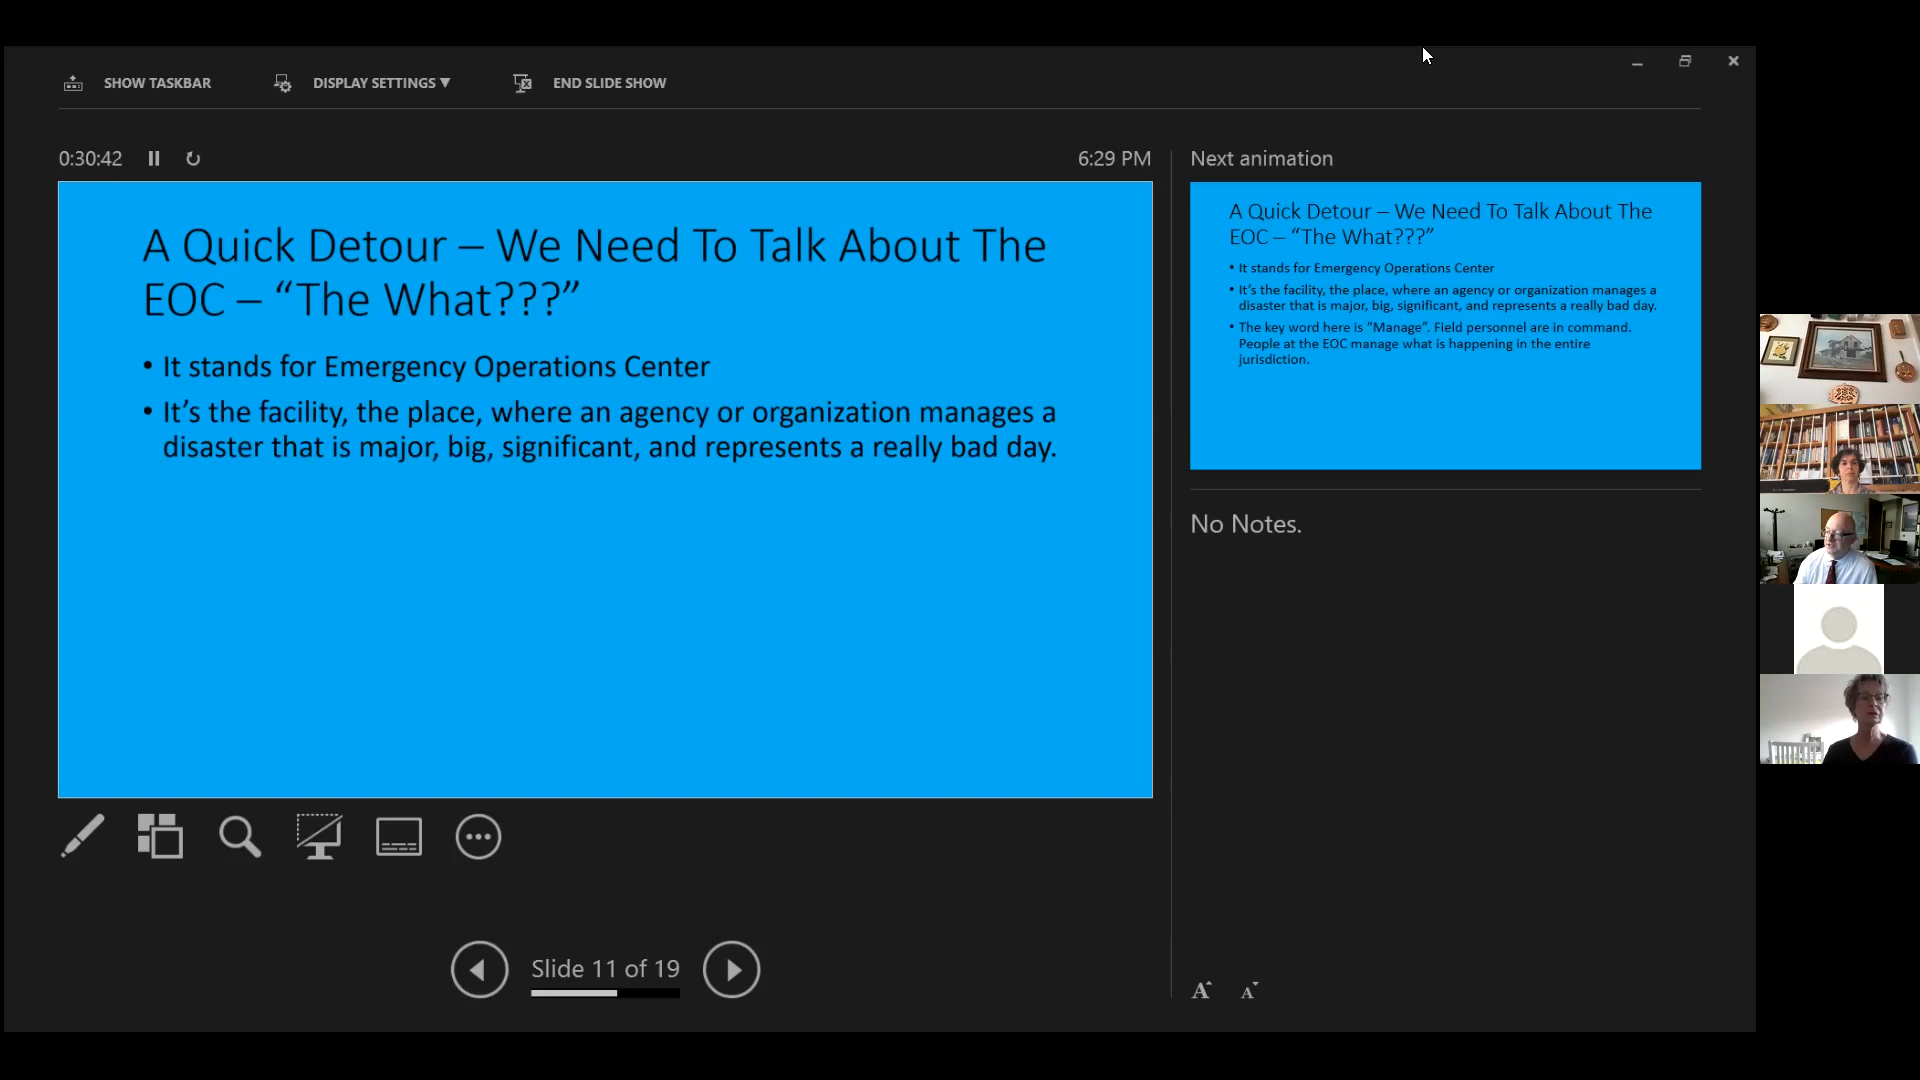 SHOW TASKBAR
DISPLAY SETTINGS ▼
END SLIDE SHOW
0:30:42
6:29 PM
A Quick Detour – We Need To Talk About The
EOC – “The What???”
• It stands for Emergency Operations Center
• It’s the facility, the place, where an agency or organization manages a
disaster that is major, big, significant, and represents a really bad day.
Slide 11 of 19
Next animation
A Quick Detour – We Need To Talk About The
EOC – “The What???”
• It stands for Emergency Operations Center
• It’s the facility, the place, where an agency or organization manages a
disaster that is major, big, significant, and represents a really bad day.
• The key word here is “Manage”. Field personnel are in command.
People at the EOC manage what is happening in the entire
jurisdiction.
No Notes.
A A